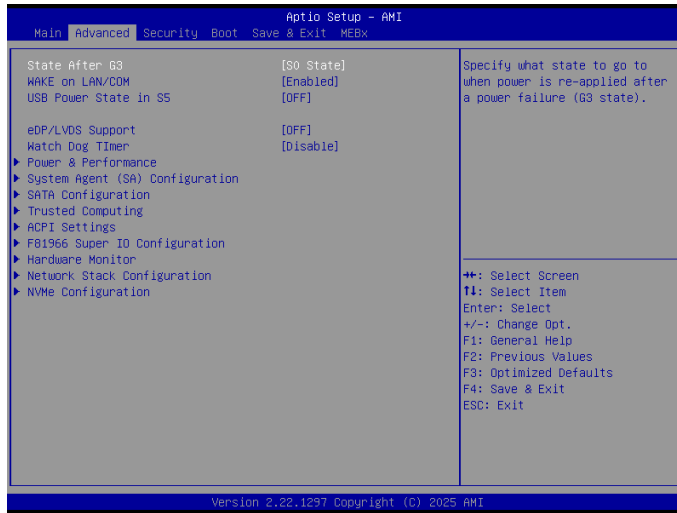 Aptio Setup - AMI
Main Advanced Security Boot Save & Exit MEBx
State After G3 [S0 State]
WAKE on LAN/COM [Enabled]
USB Power State in S5 [OFF]
eDP/LVDS Support [OFF]
Watch Dog TImer [Disable]
Power & Performance
System Agent (SA) Configuration
SATA Configuration
Trusted Computing
ACPI Settings
F81966 Super IO Configuration
Hardware Monitor
Network Stack Configuration
NVMe Configuration
Specify what state to go to
when power is re-applied after
a power failure (G3 state).
→←: Select Screen
↑↓: Select Item
Enter: Select
+/-: Change Opt.
F1: General Help
F2: Previous Values
F3: Optimized Defaults
F4: Save & Exit
ESC: Exit
Version 2.22.1297 Copyright (C) 2025 AMI